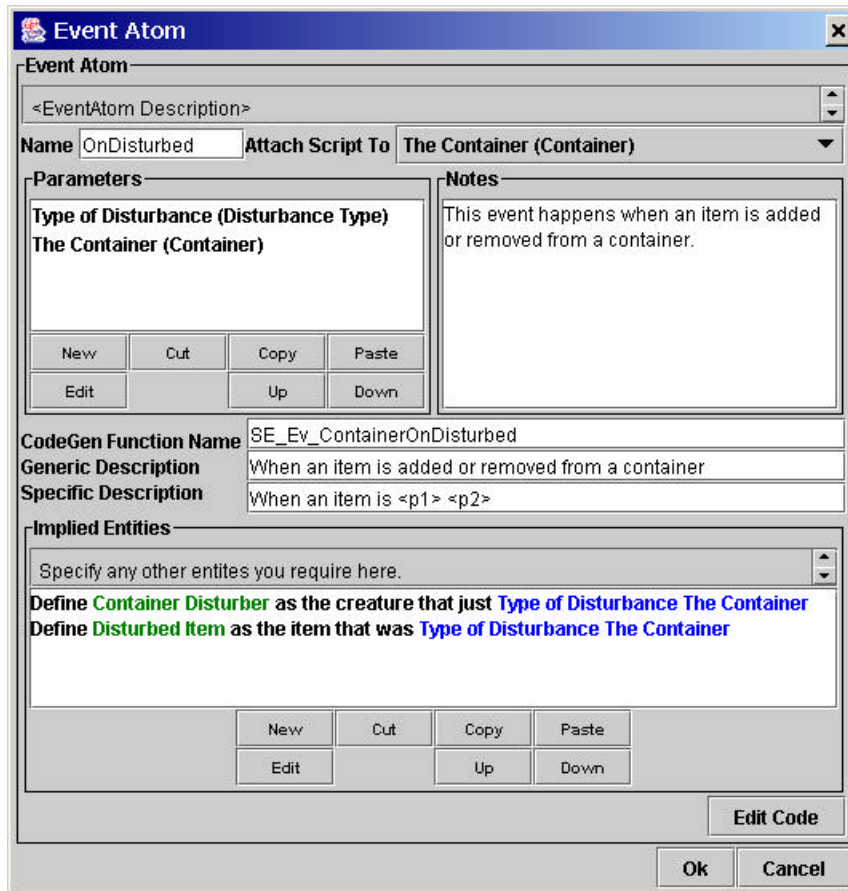 Event Atom
Event Atom
<EventAtom Description>
Name OnDisturbed Attach Script To The Container (Container)
Parameters
Type of Disturbance (Disturbance Type)
The Container (Container)
New Cut Copy Paste
Edit Up Down
Notes
This event happens when an item is added
or removed from a container.
CodeGen Function Name SE_Ev_ContainerOnDisturbed
Generic Description When an item is added or removed from a container
Specific Description When an item is <p1> <p2>
Implied Entities
Specify any other entites you require here.
Define Container Disturber as the creature that just Type of Disturbance The Container
Define Disturbed Item as the item that was Type of Disturbance The Container
New Cut Copy Paste
Edit Up Down
Edit Code
Ok Cancel